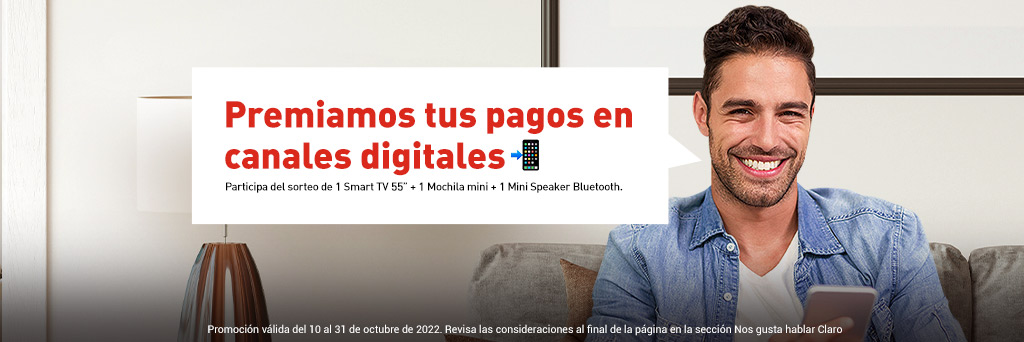 Premiamos tus pagos en
canales digitales 📲
Participa del sorteo de 1 Smart TV 55” + 1 Mochila mini + 1 Mini Speaker Bluetooth.
Promoción válida del 10 al 31 de octubre de 2022. Revisa las consideraciones al final de la página en la sección Nos gusta hablar Claro